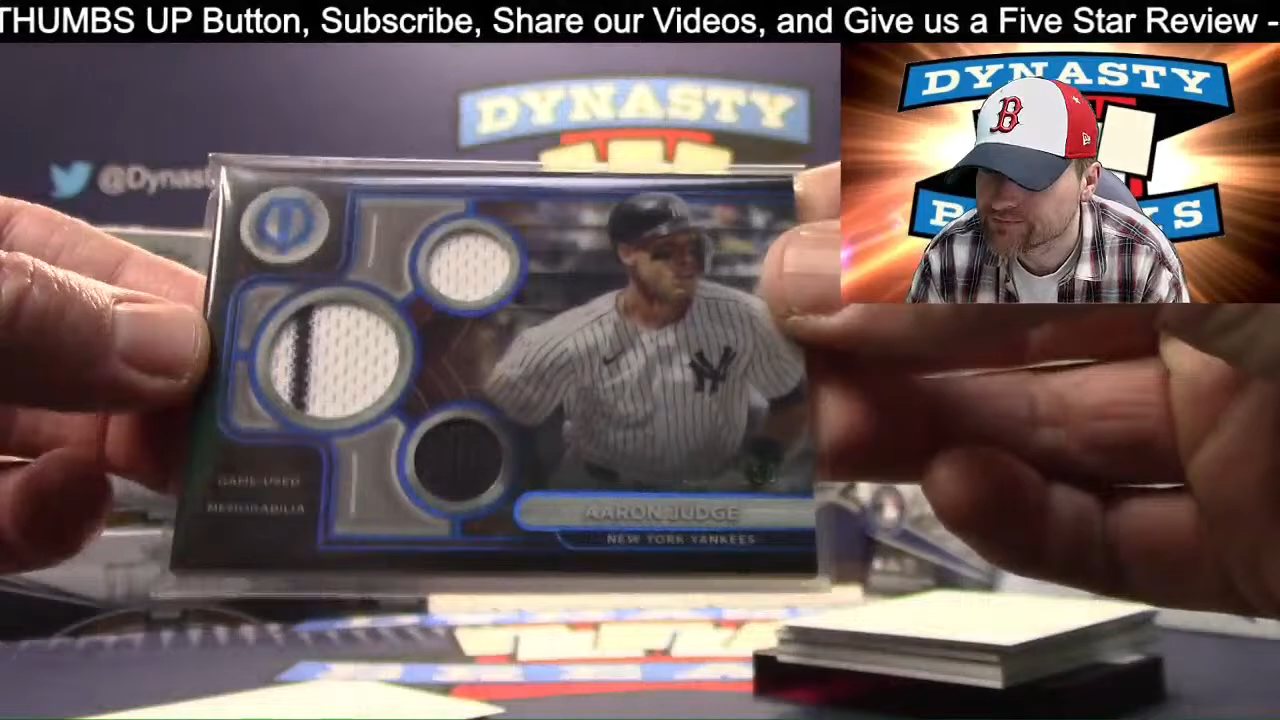 THUMBS UP Button, Subscribe, Share our Videos, and Give us a Five Star Review -
DYNASTY
@Dynast
DYNASTY
B
B S
NY
GAME-USED
MEMORABILIA
AARON JUDGE
NEW YORK YANKEES